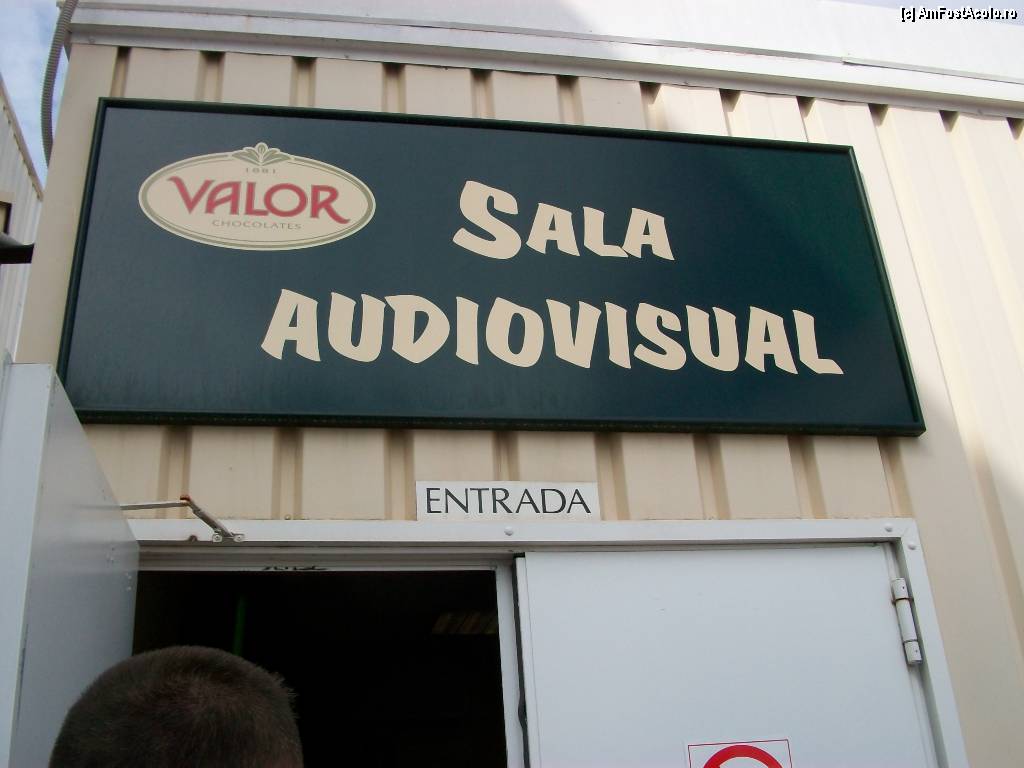 [c] AmFostAcolo.ro
1881
VALOR
CHOCOLATES
SALA
AUDIOVISUAL
ENTRADA